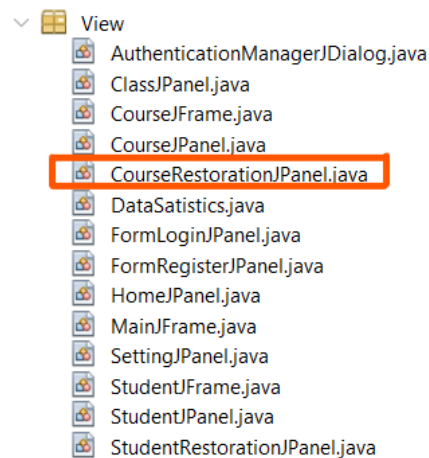 View
AuthenticationManagerJDialog.java
ClassJPanel.java
CourseJFrame.java
CourseJPanel.java
CourseRestorationJPanel.java
DataSatistics.java
FormLoginJPanel.java
FormRegisterJPanel.java
HomeJPanel.java
MainJFrame.java
SettingJPanel.java
StudentJFrame.java
StudentJPanel.java
StudentRestorationJPanel.java